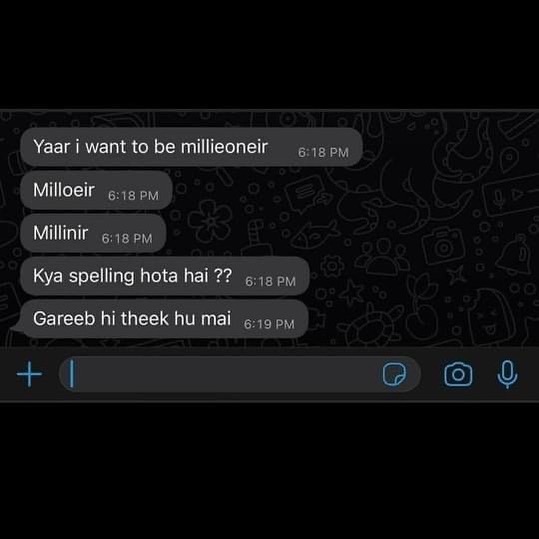 Yaar i want to be millieoneir 6:18 PM
Milloeir 6:18 PM
Millinir 6:18 PM
Kya spelling hota hai ?? 6:18 PM
Gareeb hi theek hu mai 6:19 PM